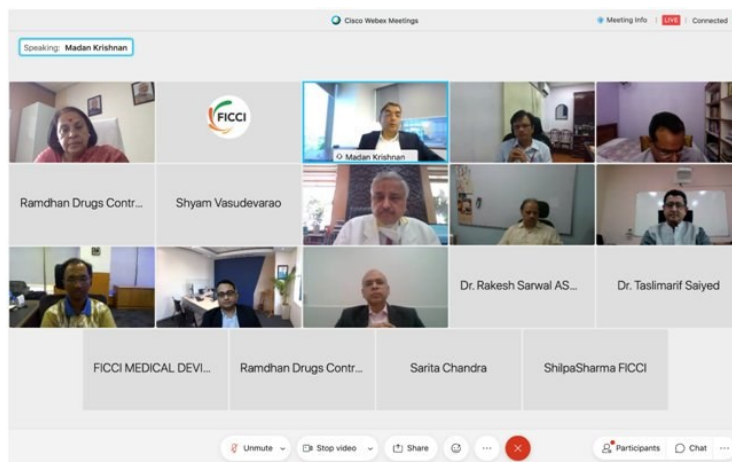 Cisco Webex Meetings
Meeting Info
LIVE
Connected
Speaking: Madan Krishnan
FICCI
Madan Krishnan
Ramdhan Drugs Contr...
Shyam Vasudevarao
Dr. Rakesh Sarwal AS...
Dr. Taslimarif Saiyed
FICCI MEDICAL DEVI...
Ramdhan Drugs Contr...
Sarita Chandra
ShilpaSharma FICCI
Unmute
Stop video
Share
Participants
Chat